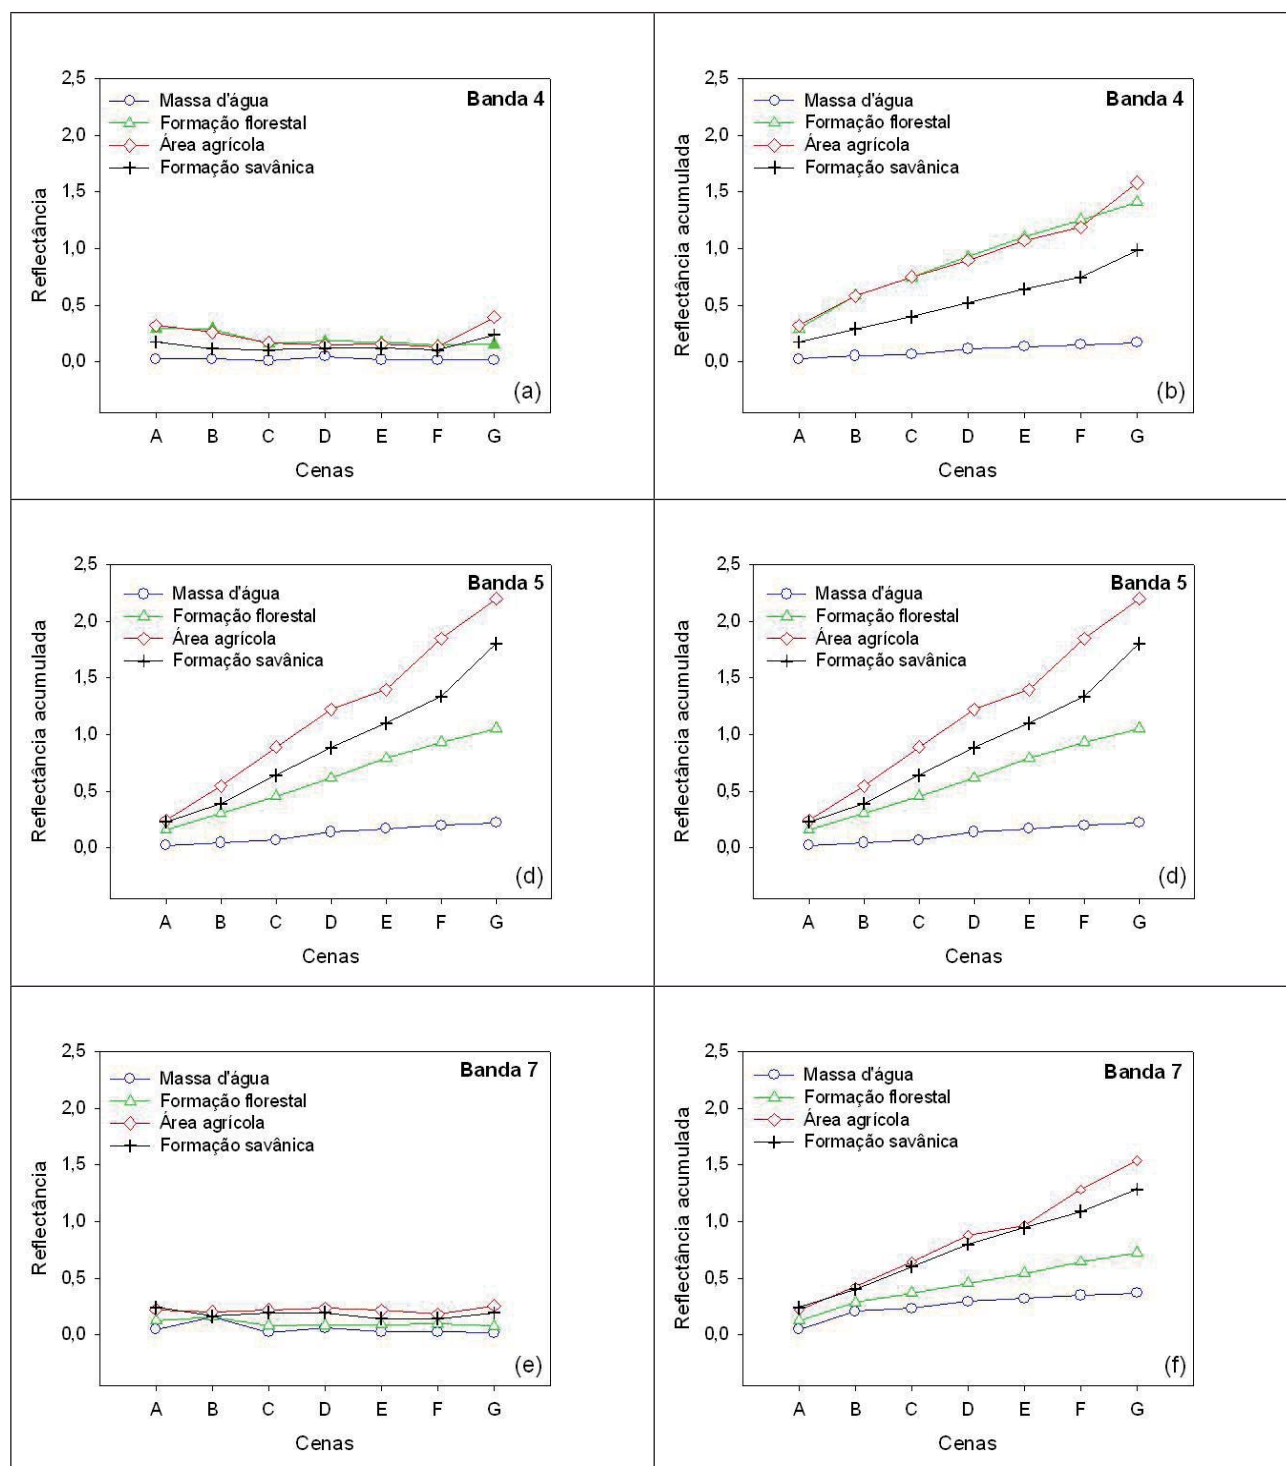 Banda 4
Massa d'água
Formação florestal
Área agrícola
Formação savânica
Reflectância
2,5
2,0
1,5
1,0
0,5
0,0
(a)
A B C D E F G
Cenas
Banda 4
Massa d'água
Formação florestal
Área agrícola
Formação savânica
Reflectância acumulada
2,5
2,0
1,5
1,0
0,5
0,0
(b)
A B C D E F G
Cenas
Banda 5
Massa d'água
Formação florestal
Área agrícola
Formação savânica
Reflectância acumulada
2,5
2,0
1,5
1,0
0,5
0,0
(d)
A B C D E F G
Cenas
Banda 5
Massa d'água
Formação florestal
Área agrícola
Formação savânica
Reflectância acumulada
2,5
2,0
1,5
1,0
0,5
0,0
(d)
A B C D E F G
Cenas
Banda 7
Massa d'água
Formação florestal
Área agrícola
Formação savânica
Reflectância
2,5
2,0
1,5
1,0
0,5
0,0
(e)
A B C D E F G
Cenas
Banda 7
Massa d'água
Formação florestal
Área agrícola
Formação savânica
Reflectância acumulada
2,5
2,0
1,5
1,0
0,5
0,0
(f)
A B C D E F G
Cenas